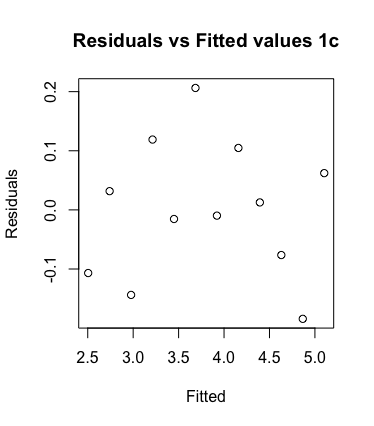 Residuals vs Fitted values 1c
Residuals
0.2
0.1
0.0
-0.1
2.5 3.0 3.5 4.0 4.5 5.0
Fitted